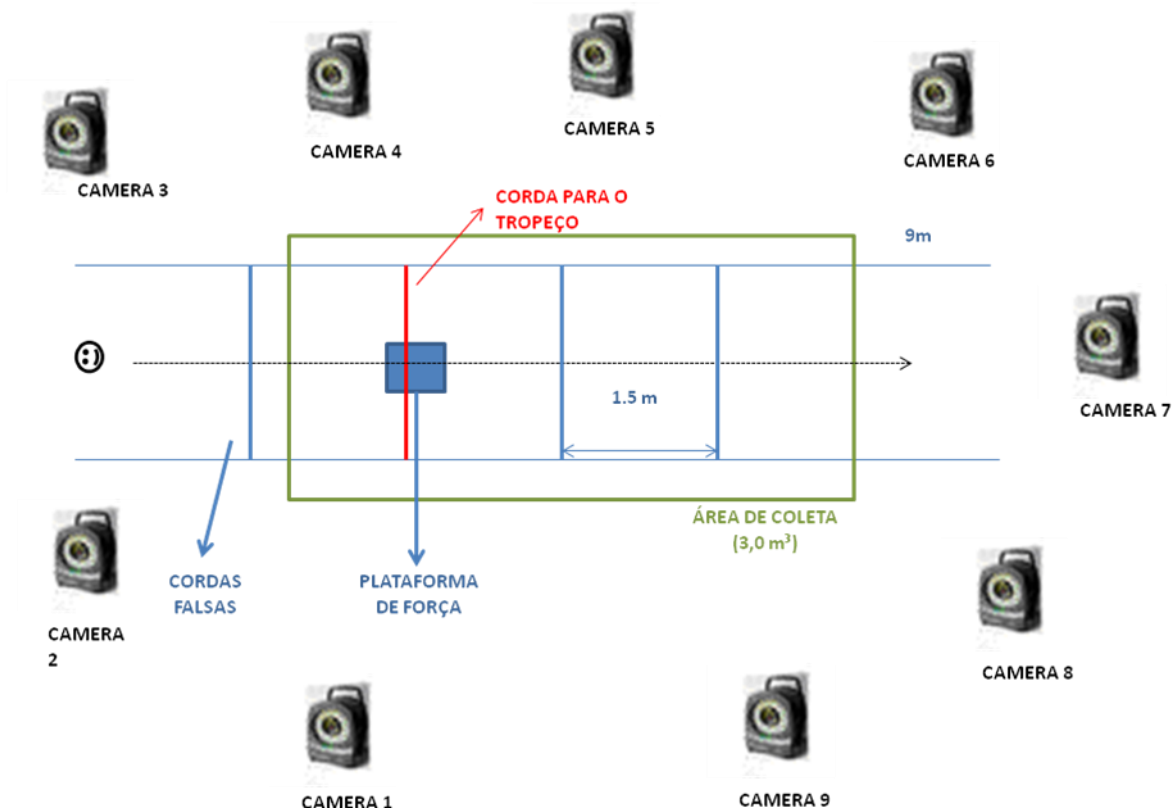 CAMERA 5
CAMERA 4
CAMERA 6
CAMERA 3
CORDA PARA O
TROPEÇO
9m
1.5 m
CAMERA 7
ÁREA DE COLETA
(3,0 m³)
CORDAS
FALSAS
PLATAFORMA
DE FORÇA
CAMERA
2
CAMERA 8
CAMERA 1
CAMERA 9